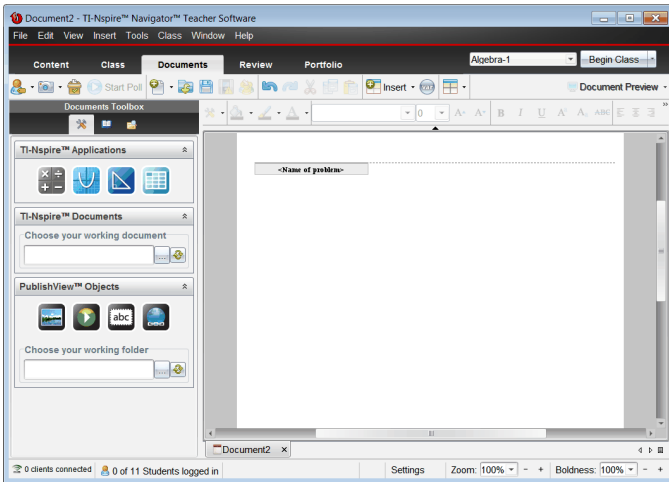 Document2 - TI-Nspire™ Navigator™ Teacher Software
File Edit View Insert Tools Class Window Help
Content Class Documents Review Portfolio Algebra-1 Begin Class
Start Poll Insert Document Preview
Documents Toolbox
0 A+ A- B I U ABC
TI-Nspire™ Applications
<Name of problem>
TI-Nspire™ Documents
Choose your working document
...
PublishView™ Objects
abc
Choose your working folder
...
Document2
0 clients connected 0 of 11 Students logged in Settings Zoom: 100% - + Boldness: 100% - +